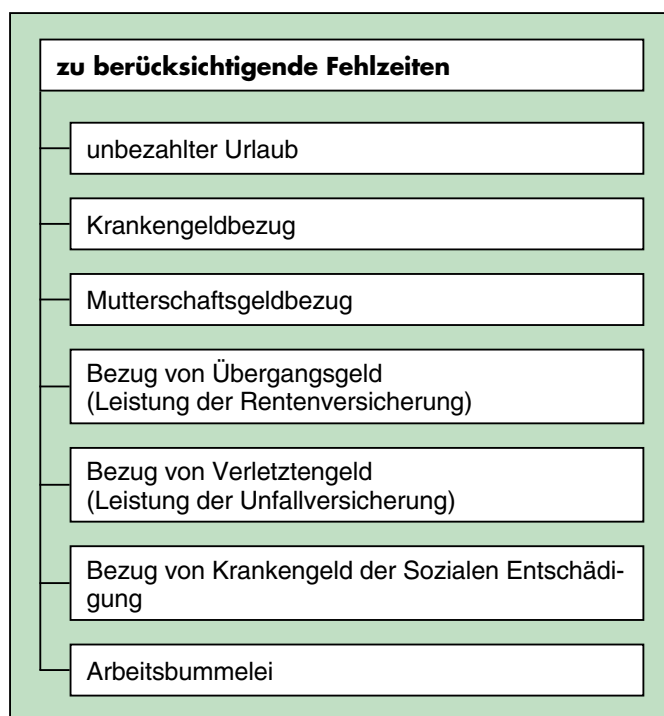 zu berücksichtigende Fehlzeiten
unbezahlter Urlaub
Krankengeldbezug
Mutterschaftsgeldbezug
Bezug von Übergangsgeld
(Leistung der Rentenversicherung)
Bezug von Verletztengeld
(Leistung der Unfallversicherung)
Bezug von Krankengeld der Sozialen Entschädi-
gung
Arbeitsbummelei